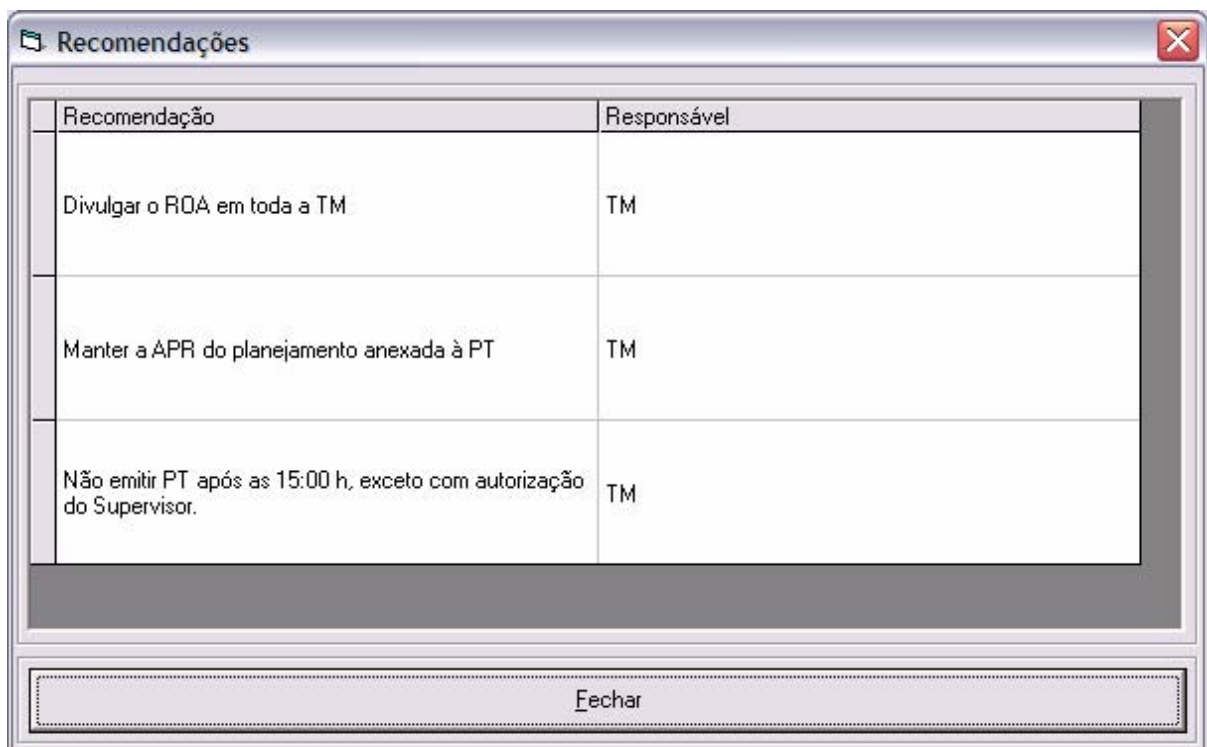 Recomendações
Recomendação Responsável
Divulgar o ROA em toda a TM TM
Manter a APR do planejamento anexada à PT TM
Não emitir PT após as 15:00 h, exceto com autorização
do Supervisor. TM
Fechar